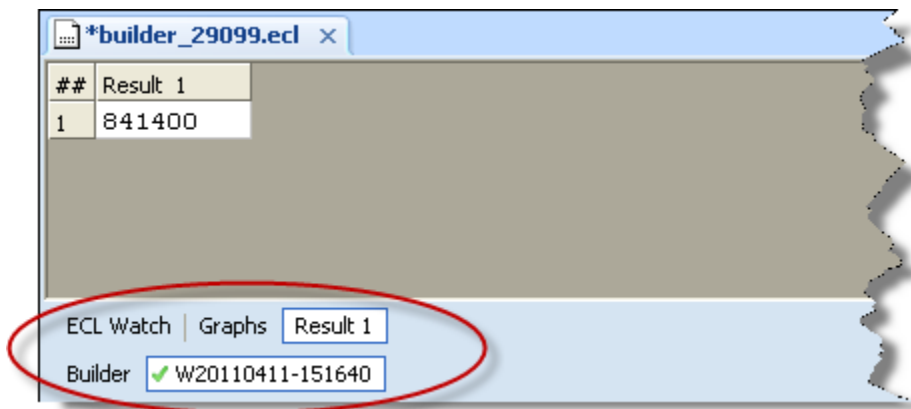 *builder_29099.ecl ×
## Result 1
1 841400
ECL Watch | Graphs Result 1
Builder W20110411-151640